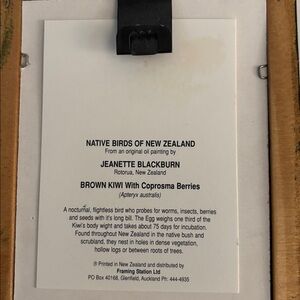 NATIVE BIRDS OF NEW ZEALAND
From an original oil painting by
JEANETTE BLACKBURN
Rotorua, New Zealand
BROWN KIWI With Coprosma Berries
(Apteryx australis)
A nocturnal, flightless bird who probes for worms, insects, berries
and seeds with it's long bill. The Egg weighs one third of the
Kiwi's body wight and takes about 75 days for incubation.
Found throughout New Zealand in the native bush and
scrubland, they nest in holes in dense vegetation,
hollow logs or between roots of trees.
® Printed in New Zealand and distributed by
Framing Station Ltd
PO Box 40168, Glenfield, Auckland Ph: 444-4935